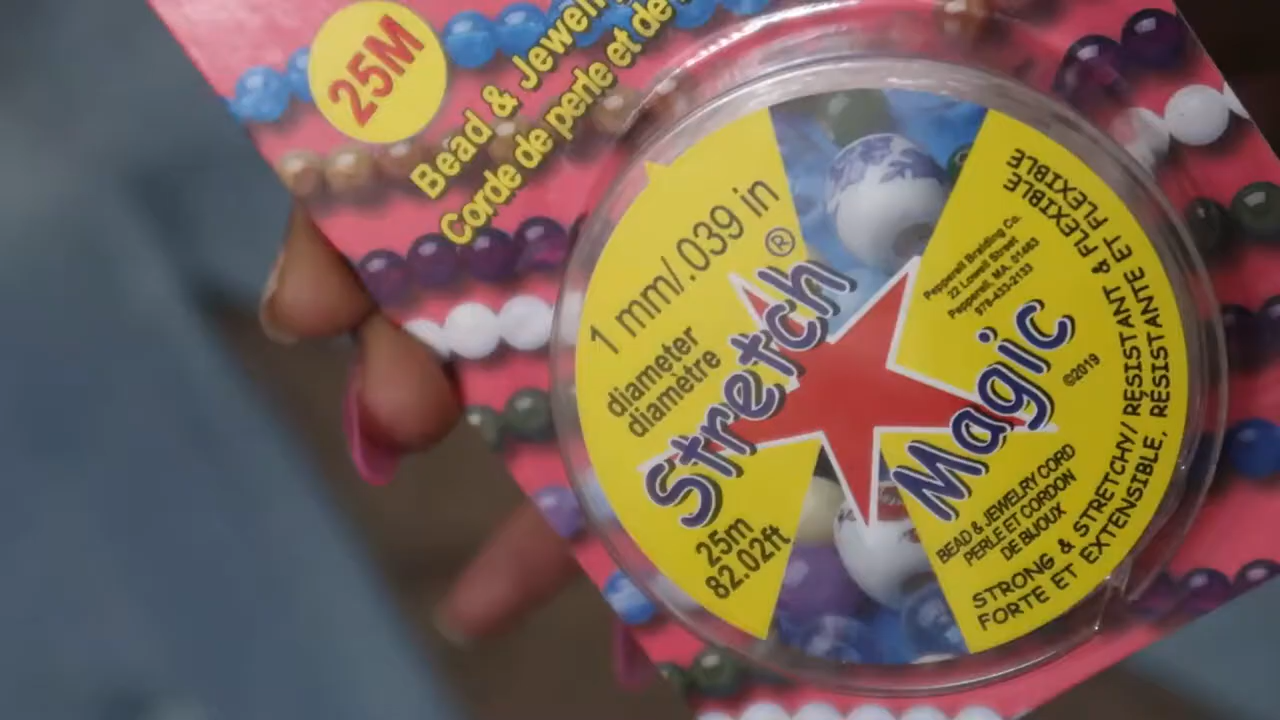 25M
Bead & Jewelry
Corde de perle et de
1 mm/.039 in
diameter
diamètre
Stretch®
Magic
25m
82.02ft
Pepperell Braiding Co.
22 Lowell Street
Pepperell, MA, 01463
978-433-2133
©2019
BEAD & JEWELRY CORD
PERLE ET CORDON
DE BIJOUX
STRONG & STRETCHY/ RÉSISTANT & FLEXIBLE
FORTE ET EXTENSIBLE, RÉSISTANTE ET FLEXIBLE